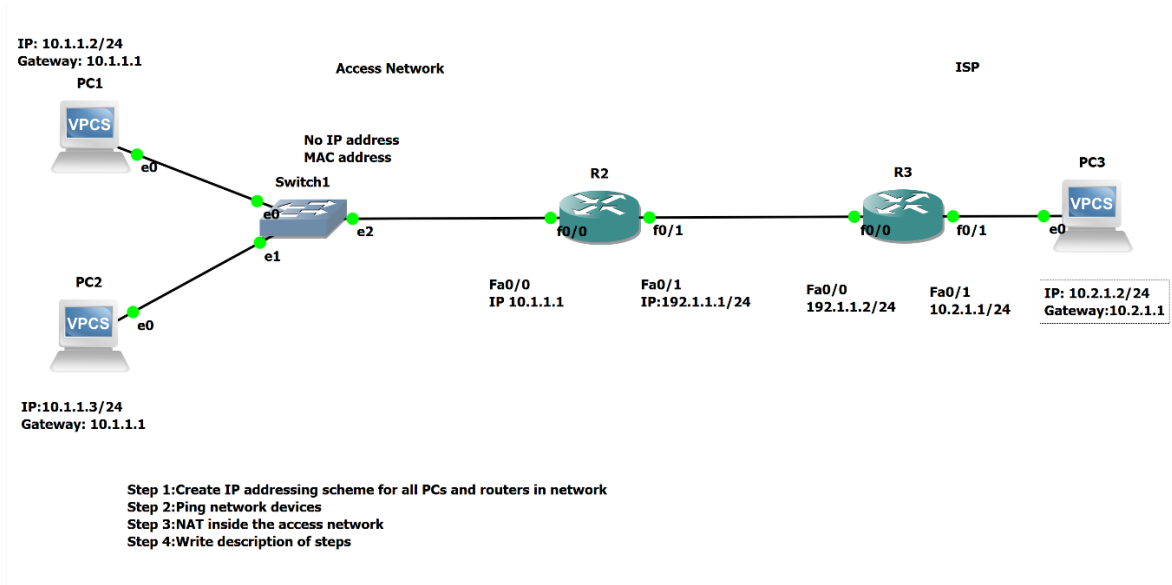 IP: 10.1.1.2/24
Gateway: 10.1.1.1
PC1
VPCS
e0
Access Network
ISP
No IP address
MAC address
Switch1
e0
e2
e1
R2
f0/0
f0/1
R3
f0/0
f0/1
PC3
VPCS
e0
PC2
VPCS
e0
Fa0/0
IP 10.1.1.1
Fa0/1
IP:192.1.1.1/24
Fa0/0
192.1.1.2/24
Fa0/1
10.2.1.1/24
IP: 10.2.1.2/24
Gateway:10.2.1.1
IP:10.1.1.3/24
Gateway: 10.1.1.1
Step 1:Create IP addressing scheme for all PCs and routers in network
Step 2:Ping network devices
Step 3:NAT inside the access network
Step 4:Write description of steps